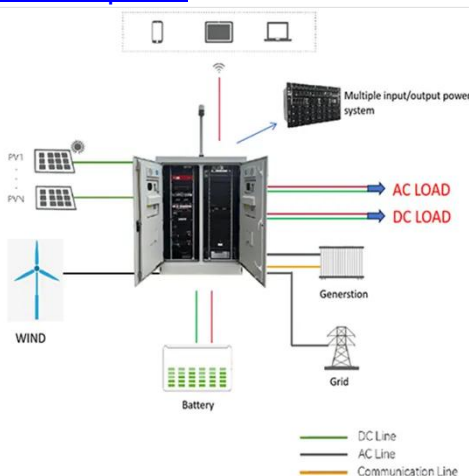 Multiple input/output power
system
PV1
PVN
AC LOAD
DC LOAD
WIND
Generstion
Grid
Battery
DC Line
AC Line
Communication Line